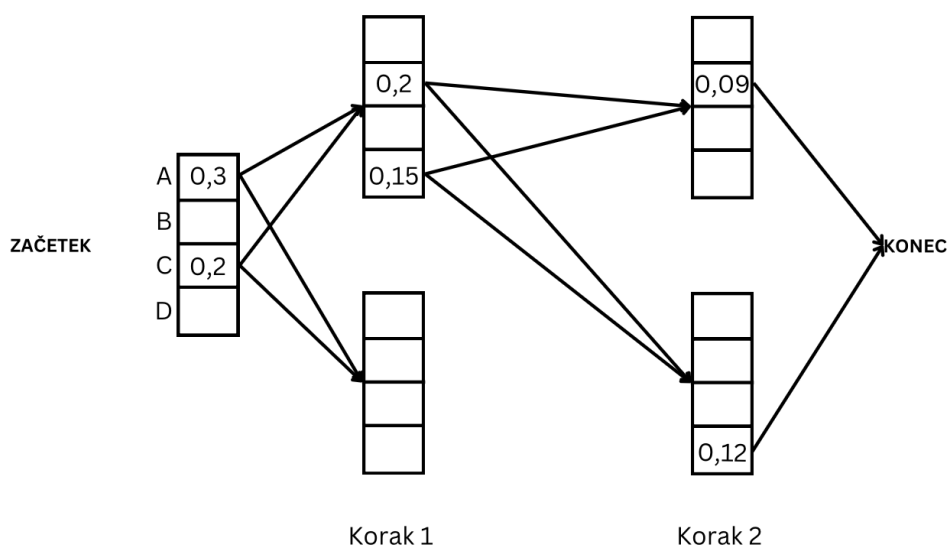 0,2
0,09
0,15
A 0,3
B
ZAČETEK
KONEC
C 0,2
D
0,12
Korak 1
Korak 2